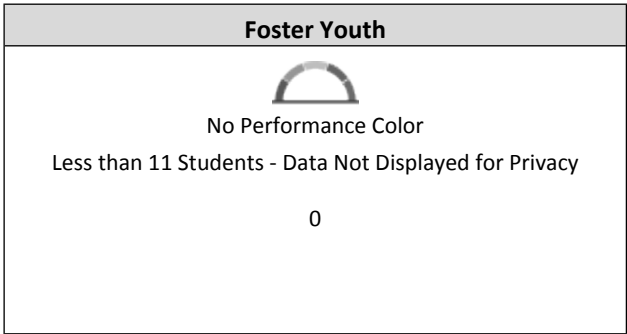 Foster Youth
No Performance Color
Less than 11 Students - Data Not Displayed for Privacy
0